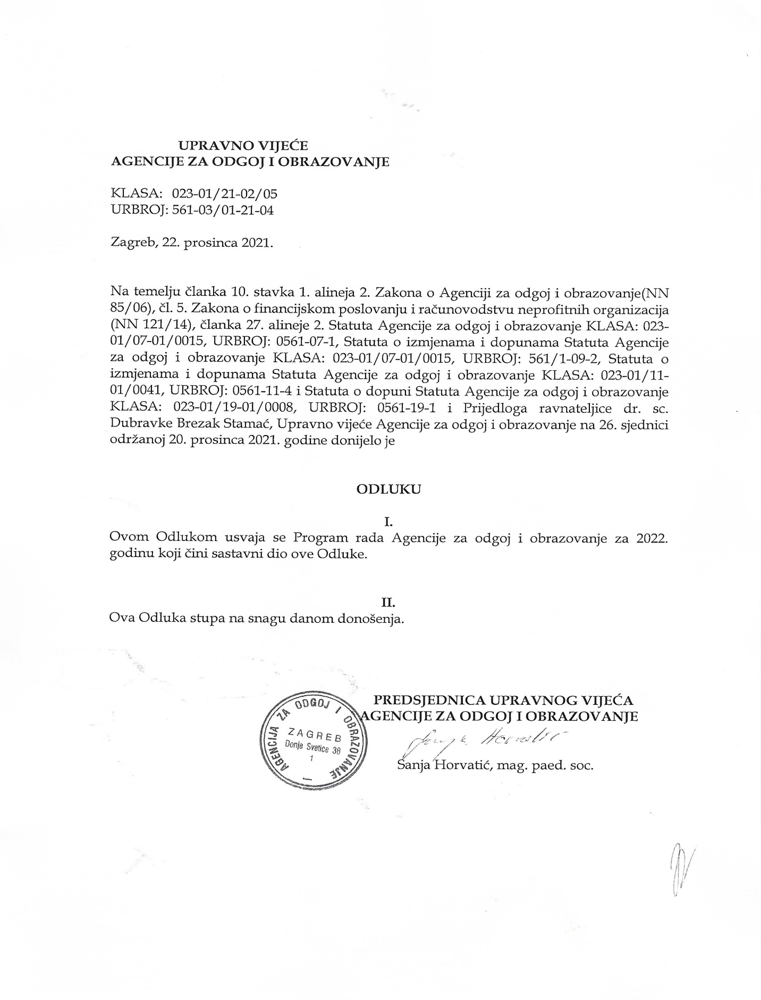 UPRAVNO VIJEĆE
AGENCIJE ZA ODGOJ I OBRAZOVANJE
KLASA: 023-01/21-02/05
URBROJ: 561-03/01-21-04
Zagreb, 22. prosinca 2021.
Na temelju članka 10. stavka 1. alineja 2. Zakona o Agenciji za odgoj i obrazovanje(NN
85/06), čl. 5. Zakona o financijskom poslovanju i računovodstvu neprofitnih organizacija
(NN 121/14), članka 27. alineje 2. Statuta Agencije za odgoj i obrazovanje KLASA: 023-
01/07-01/0015, URBROJ: 0561-07-1, Statuta o izmjenama i dopunama Statuta Agencije
za odgoj i obrazovanje KLASA: 023-01/07-01/0015, URBROJ: 561/1-09-2, Statuta o
izmjenama i dopunama Statuta Agencije za odgoj i obrazovanje KLASA: 023-01/11-
01/0041, URBROJ: 0561-11-4 i Statuta o dopuni Statuta Agencije za odgoj i obrazovanje
KLASA: 023-01/19-01/0008, URBROJ: 0561-19-1 i Prijedloga ravnateljice dr. sc.
Dubravke Brezak Stamać, Upravno vijeće Agencije za odgoj i obrazovanje na 26. sjednici
održanoj 20. prosinca 2021. godine donijelo je
ODLUKU
I.
Ovom Odlukom usvaja se Program rada Agencije za odgoj i obrazovanje za 2022.
godinu koji čini sastavni dio ove Odluke.
II.
Ova Odluka stupa na snagu danom donošenja.
PREDSJEDNICA UPRAVNOG VIJEĆA
AGENCIJE ZA ODGOJ I OBRAZOVANJE
Sanja Horvatić
Sanja Horvatić, mag. paed. soc.
AGENCIJA ZA ODGOJ I OBRAZOVANJE
ZAGREB
Donje Svetice 38
1